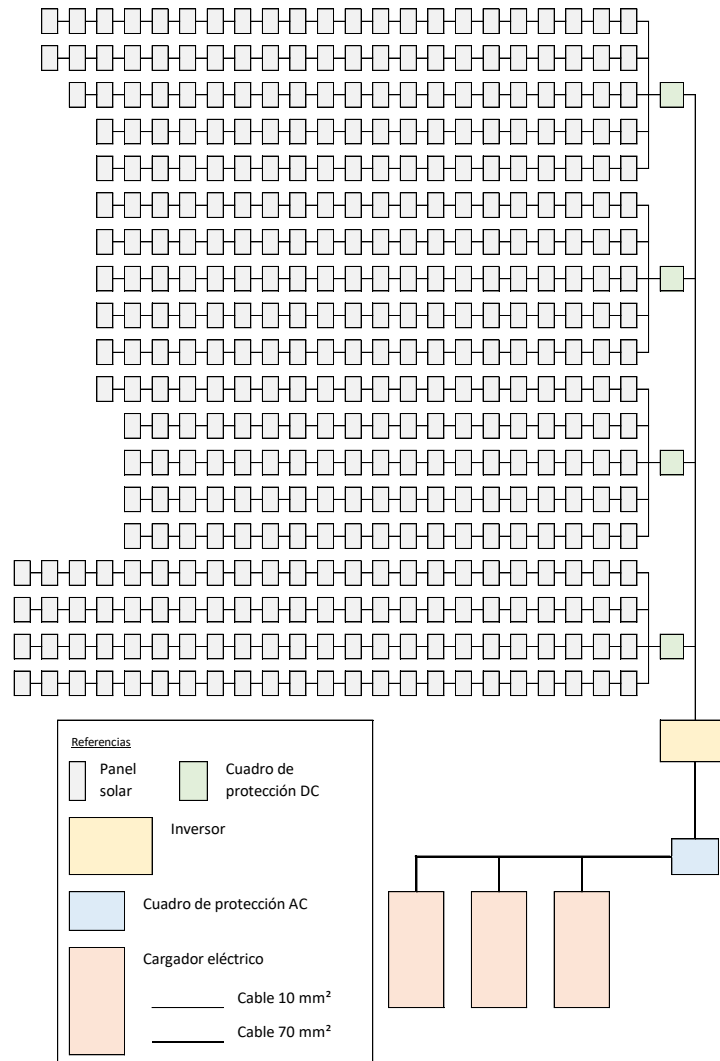 Referencias
Panel
solar
Cuadro de
protección DC
Inversor
Cuadro de protección AC
Cargador eléctrico
Cable 10 mm²
Cable 70 mm²